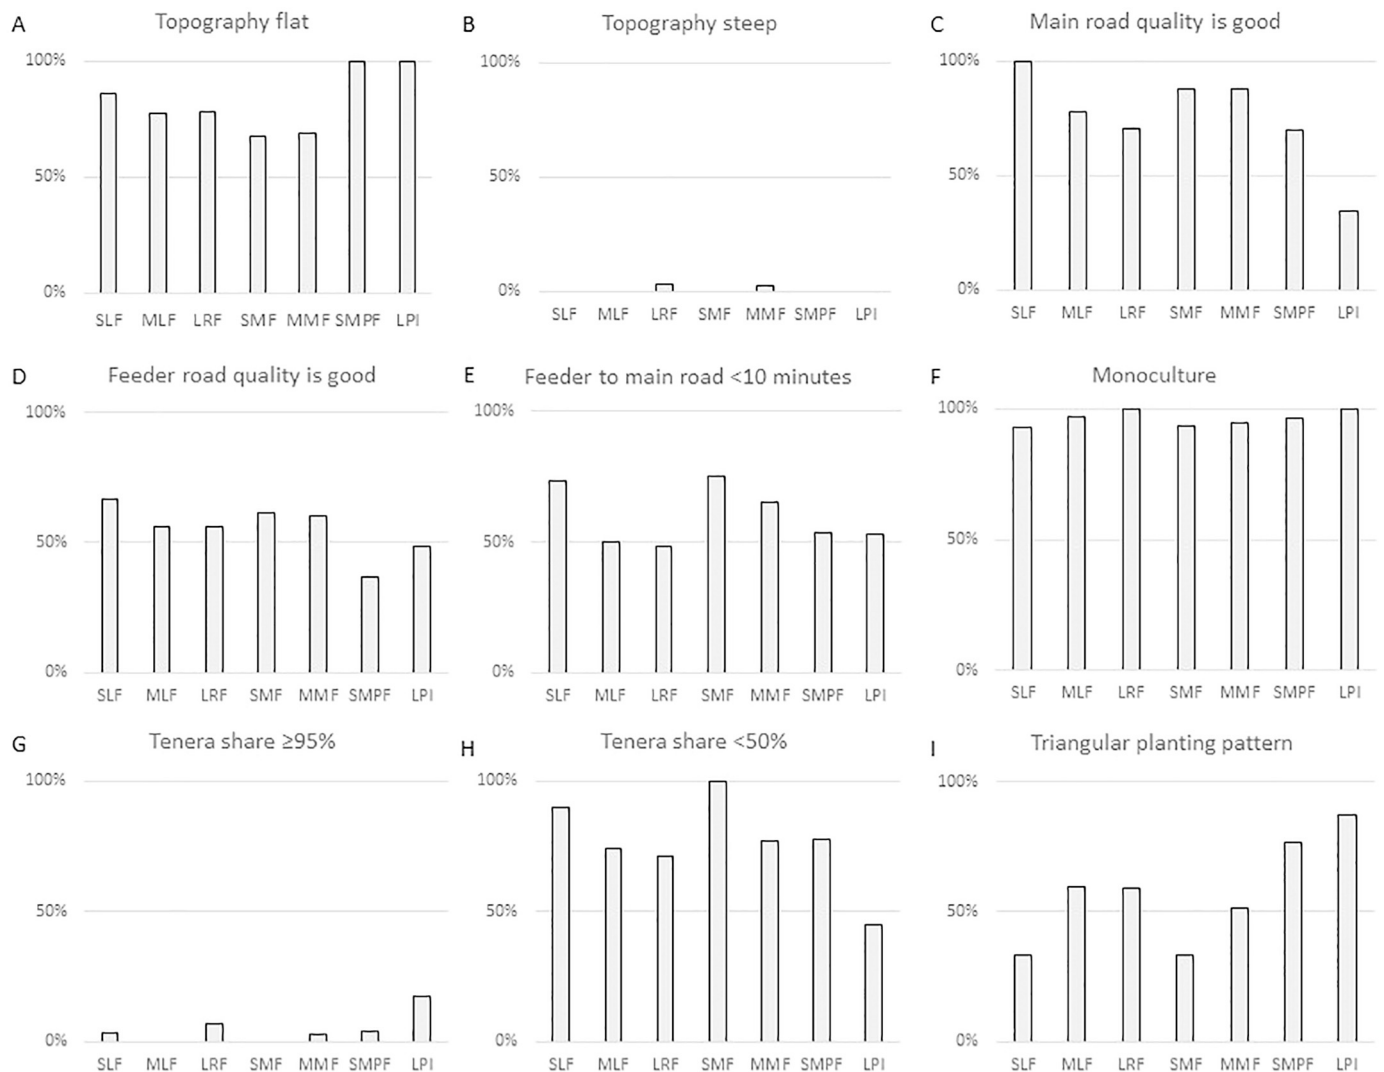 A Topography flat
100%
50%
0%
SLF MLF LRF SMF MMF SMPF LPI
B Topography steep
100%
50%
0%
SLF MLF LRF SMF MMF SMPF LPI
C Main road quality is good
100%
50%
0%
SLF MLF LRF SMF MMF SMPF LPI
D Feeder road quality is good
100%
50%
0%
SLF MLF LRF SMF MMF SMPF LPI
E Feeder to main road <10 minutes
100%
50%
0%
SLF MLF LRF SMF MMF SMPF LPI
F Monoculture
100%
50%
0%
SLF MLF LRF SMF MMF SMPF LPI
G Tenera share ≥95%
100%
50%
0%
SLF MLF LRF SMF MMF SMPF LPI
H Tenera share <50%
100%
50%
0%
SLF MLF LRF SMF MMF SMPF LPI
I Triangular planting pattern
100%
50%
0%
SLF MLF LRF SMF MMF SMPF LPI